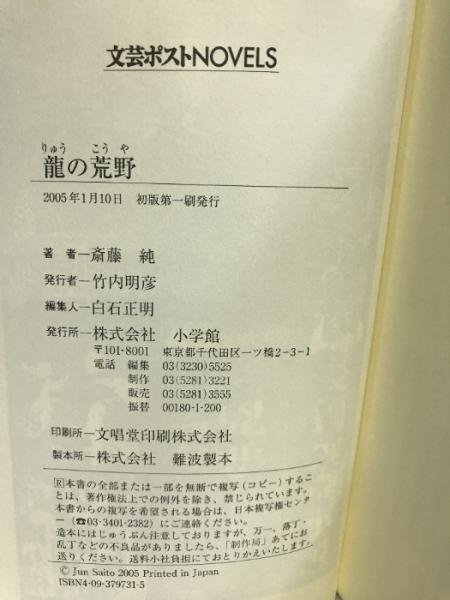 文芸ポストNOVELS
りゅう こうや
龍の荒野
2005年1月10日 初版第一刷発行
著 者─斎藤 純
発行者─竹内明彦
編集人─白石正明
発行所─株式会社 小学館
〒101-8001 東京都千代田区一ツ橋2-3-1
電話 編集 03(3230)5525
制作 03(5281)3221
販売 03(5281)3555
振替 00180-1-200
印刷所─文唱堂印刷株式会社
製本所─株式会社 難波製本
Ⓡ本書の全部または一部を無断で複写(コピー)するこ
とは、著作権法上での例外を除き、禁じられています。
本書からの複写を希望される場合は、日本複写権センタ
ー(☎03-3401-2382)にご連絡ください。
造本にはじゅうぶん注意しておりますが、万一、落丁・
乱丁などの不良品がありましたら、「制作局」あてにお
送りください。送料小社負担にておとりかえいたします。
© Jun Saito 2005 Printed in Japan
ISBN4-09-379731-5